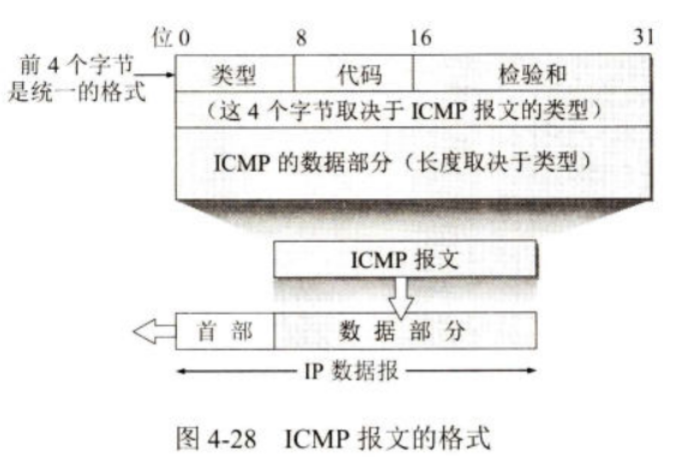 位 0 8 16 31
前 4 个字节
是统一的格式
类型 代码 检验和
（这 4 个字节取决于 ICMP 报文的类型）
ICMP 的数据部分（长度取决于类型）
ICMP 报文
首 部 数 据 部 分
IP 数据报
图 4-28 ICMP 报文的格式